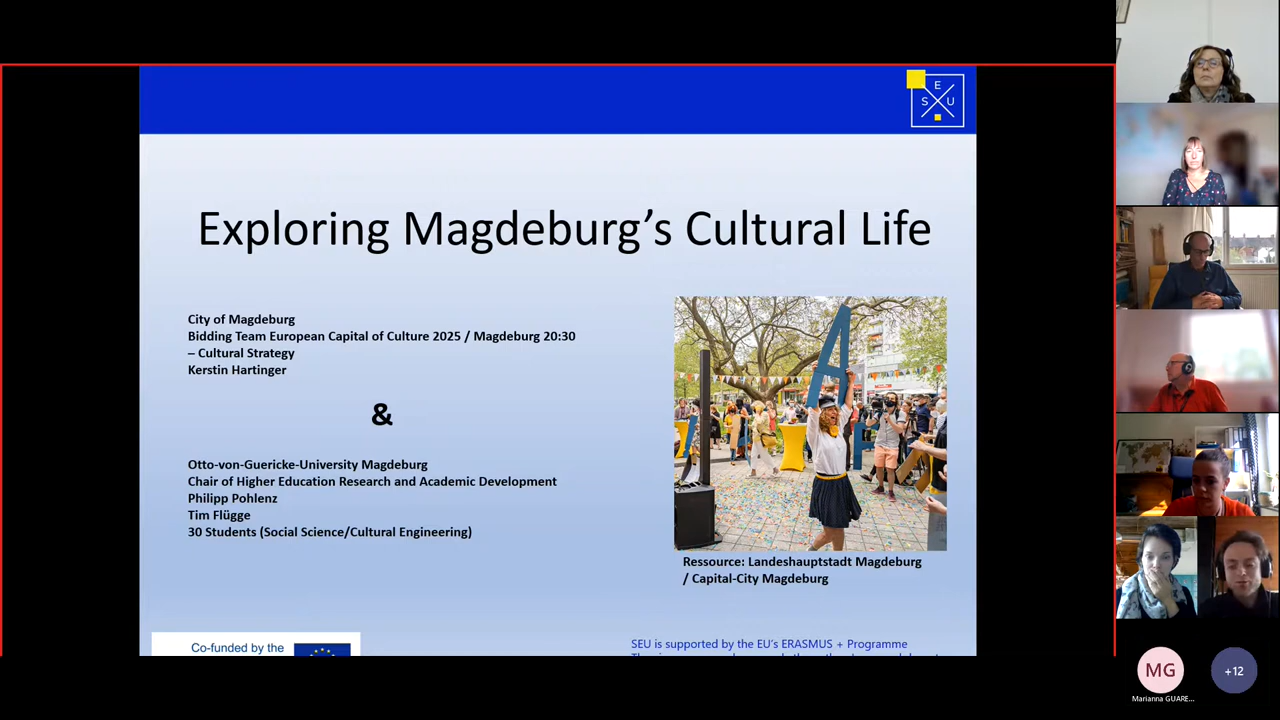 E
S U
Exploring Magdeburg's Cultural Life
City of Magdeburg
Bidding Team European Capital of Culture 2025 / Magdeburg 20:30
– Cultural Strategy
Kerstin Hartinger
&
Otto-von-Guericke-University Magdeburg
Chair of Higher Education Research and Academic Development
Philipp Pohlenz
Tim Flügge
30 Students (Social Science/Cultural Engineering)
A
Ressource: Landeshauptstadt Magdeburg
/ Capital-City Magdeburg
Co-funded by the
SEU is supported by the EU's ERASMUS + Programme
MG
+12
Marianna GUARE...